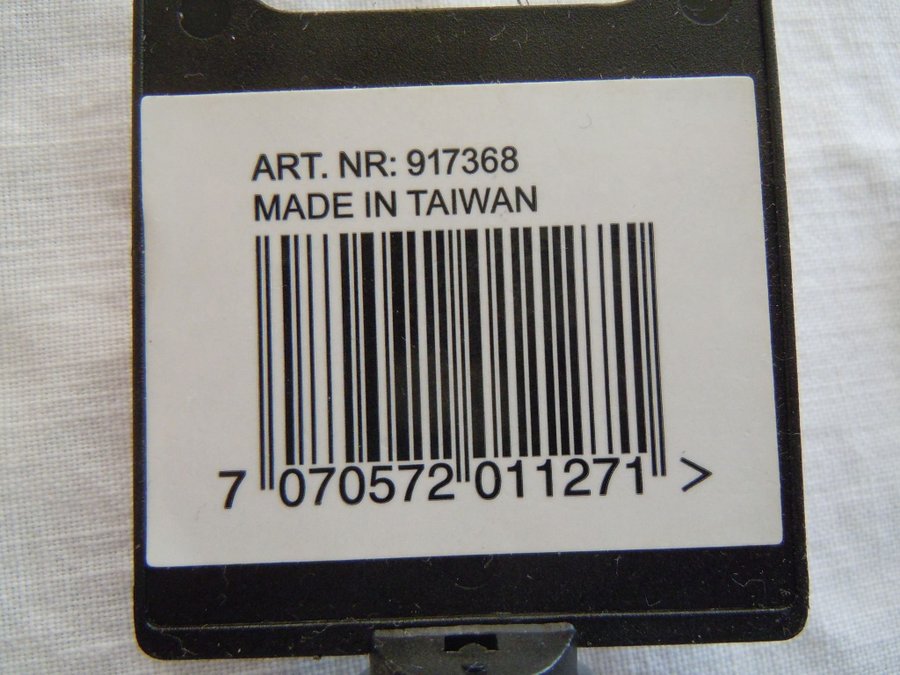 ART. NR: 917368
MADE IN TAIWAN
7 070572 011271 >